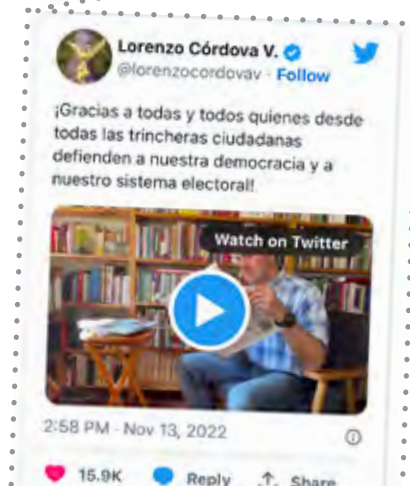 Lorenzo Córdova V.
@lorenzocordovav · Follow
¡Gracias a todas y todos quienes desde
todas las trincheras ciudadanas
defienden a nuestra democracia y a
nuestro sistema electoral!
Watch on Twitter
2:58 PM · Nov 13, 2022
15.9K Reply Share